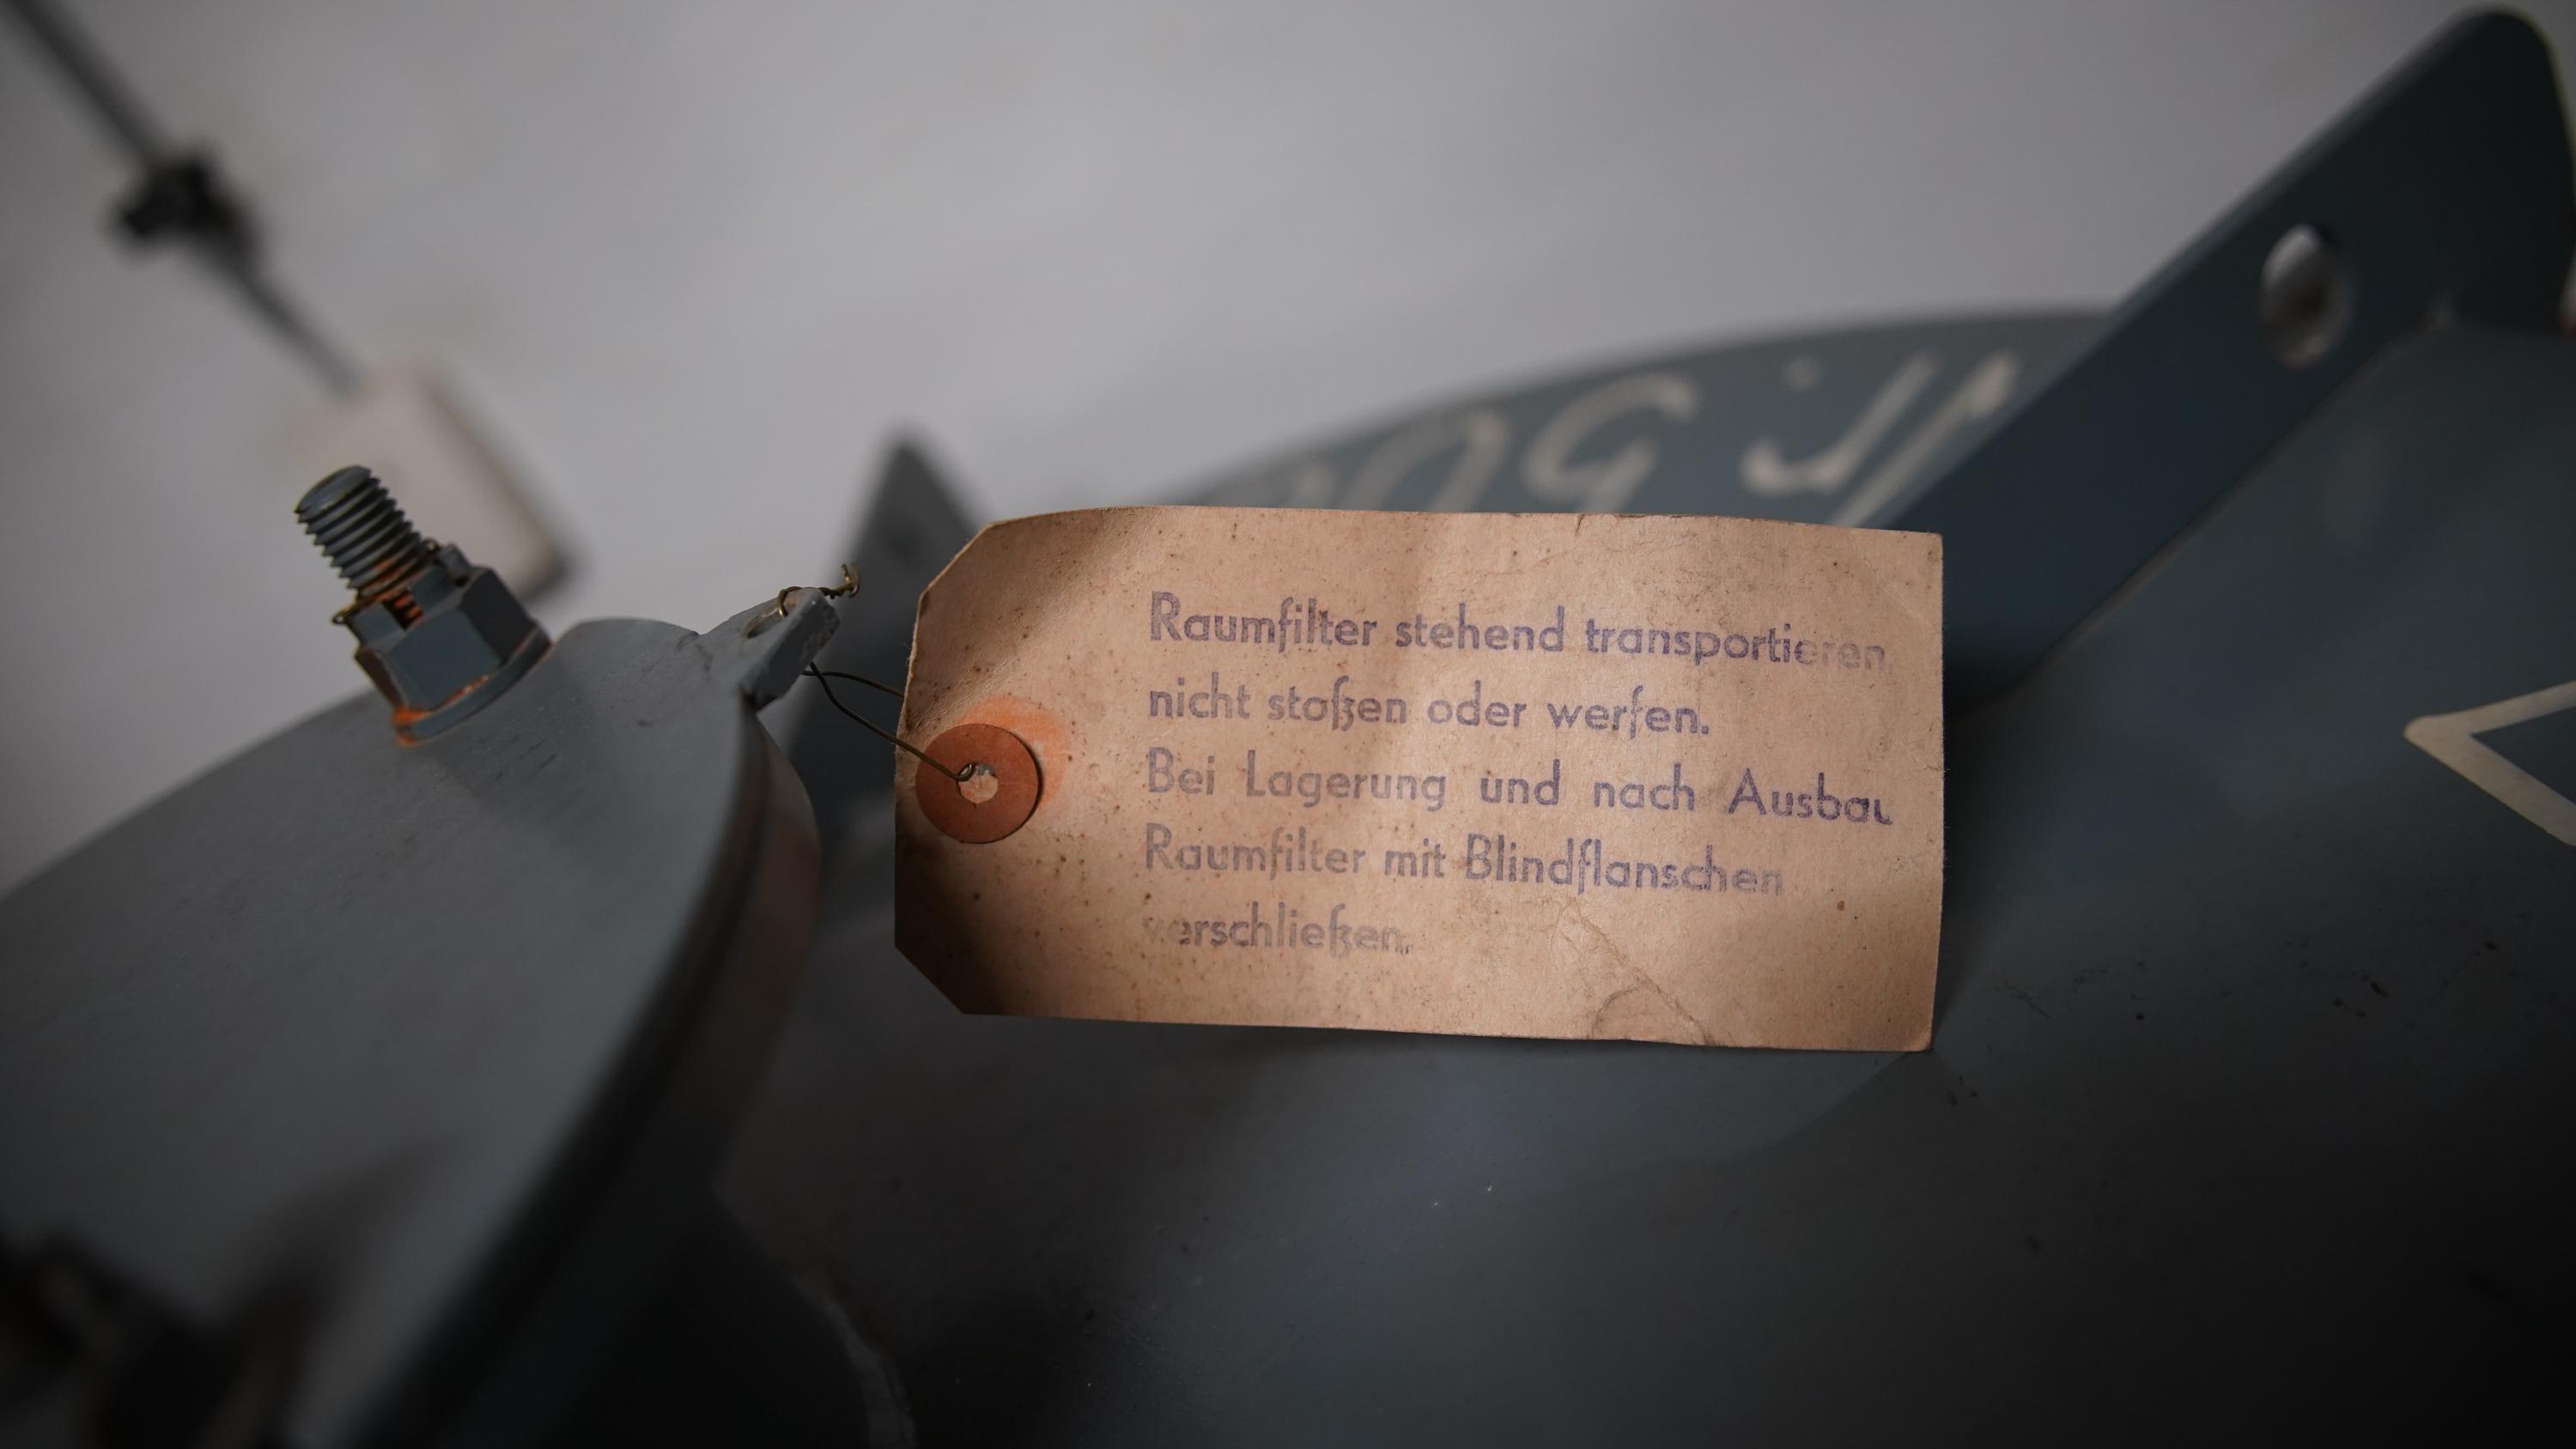 Raumfilter stehend transportieren,
nicht stoßen oder werfen.
Bei Lagerung und nach Ausbau
Raumfilter mit Blindflanschen
verschließen.